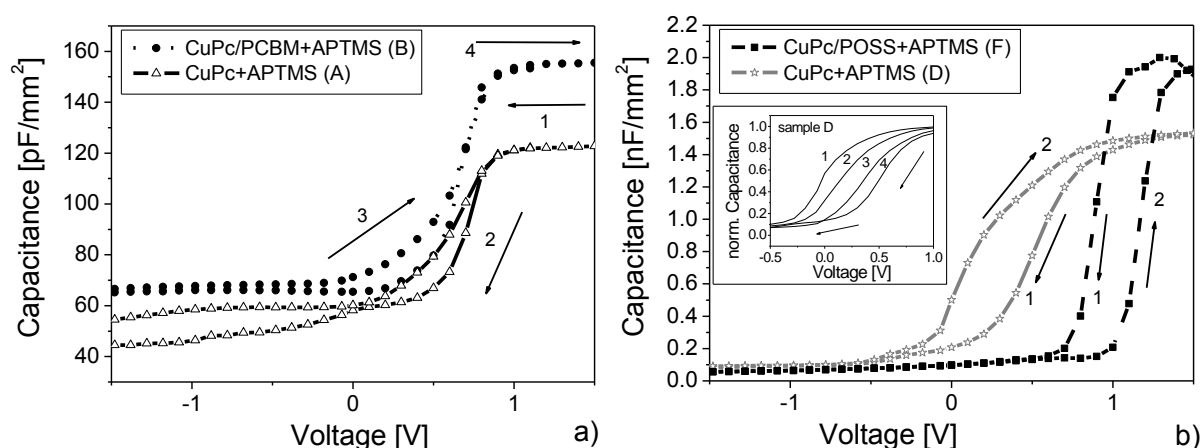 CuPc/PCBM+APTMS (B)
CuPc+APTMS (A)
Capacitance [pF/mm²]
160
140
120
100
80
60
40
4
1
3
2
-1
0
1
Voltage [V]
a)
CuPc/POSS+APTMS (F)
CuPc+APTMS (D)
Capacitance [nF/mm²]
2.2
2.0
1.8
1.6
1.4
1.2
1.0
0.8
0.6
0.4
0.2
0.0
sample D
norm. Capacitance
1.0
0.8
0.6
0.4
0.2
0.0
1 2 3 4
-0.5 0.0 0.5 1.0
Voltage [V]
2
1
1
2
-1
0
1
Voltage [V]
b)